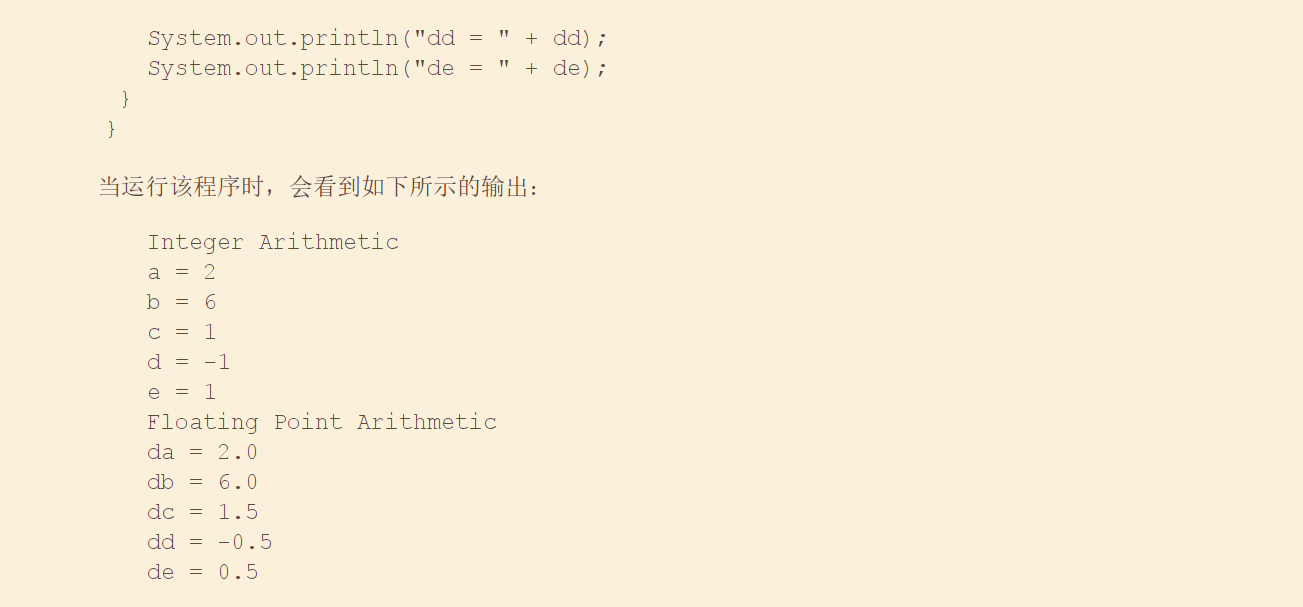 System.out.println("dd = " + dd);
System.out.println("de = " + de);
}
}
当运行该程序时，会看到如下所示的输出：
Integer Arithmetic
a = 2
b = 6
c = 1
d = -1
e = 1
Floating Point Arithmetic
da = 2.0
db = 6.0
dc = 1.5
dd = -0.5
de = 0.5